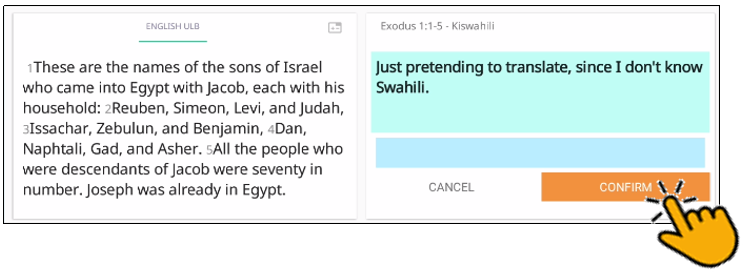 ENGLISH ULB
1These are the names of the sons of Israel
who came into Egypt with Jacob, each with his
household: 2Reuben, Simeon, Levi, and Judah,
3Issachar, Zebulun, and Benjamin, 4Dan,
Naphtali, Gad, and Asher. 5All the people who
were descendants of Jacob were seventy in
number. Joseph was already in Egypt.
Exodus 1:1-5 - Kiswahili
Just pretending to translate, since I don't know
Swahili.
CANCEL
CONFIRM